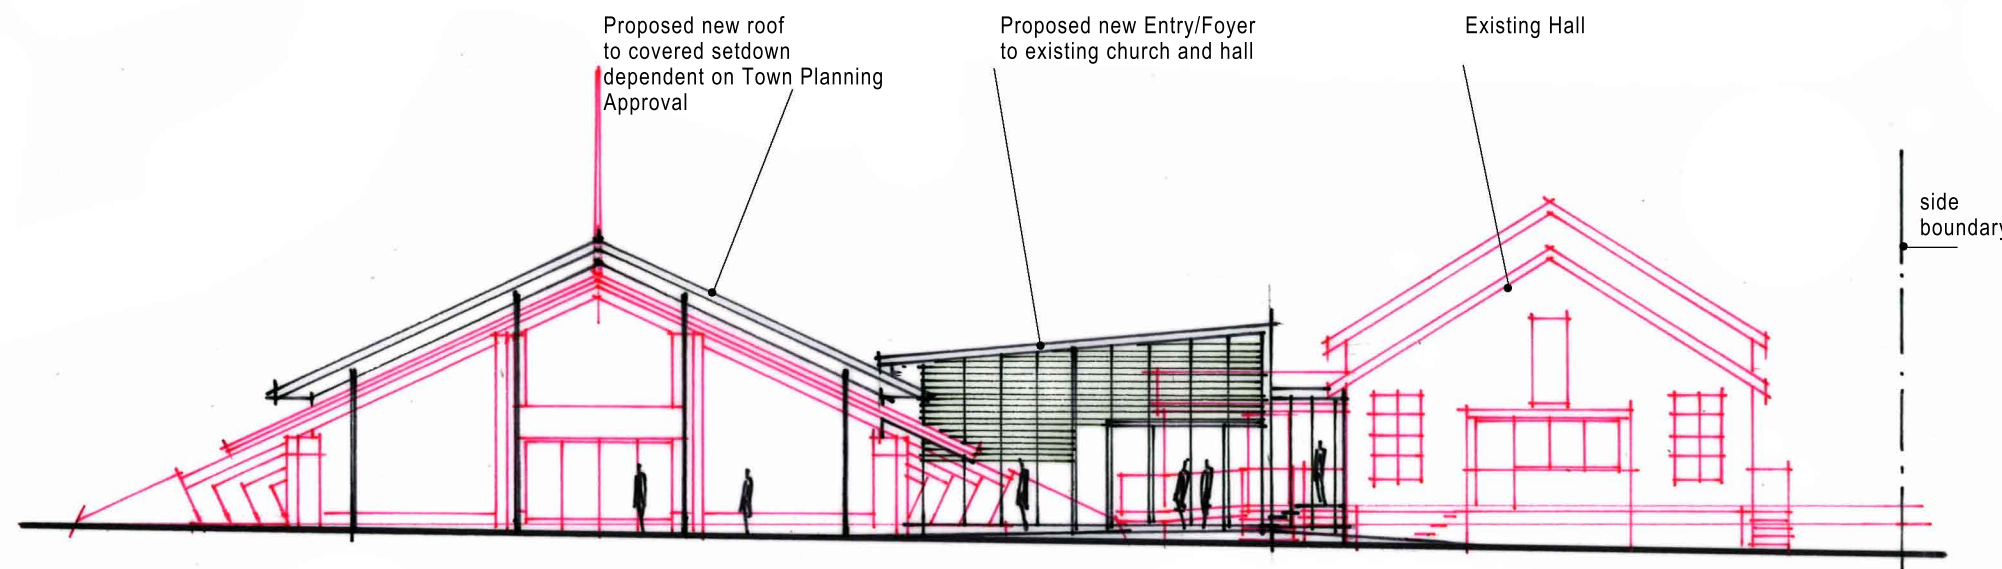 Proposed new roof
to covered setdown
dependent on Town Planning
Approval
Proposed new Entry/Foyer
to existing church and hall
Existing Hall
side
boundary